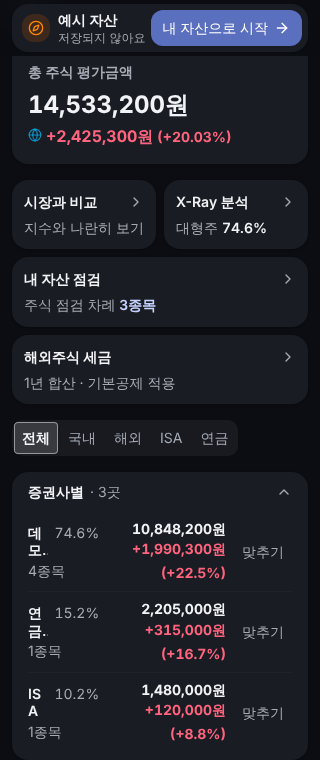 예시 자산
저장되지 않아요
내 자산으로 시작 →
총 주식 평가금액
14,533,200원
+2,425,300원 (+20.03%)
시장과 비교
지수와 나란히 보기
X-Ray 분석
대형주 74.6%
내 자산 점검
주식 점검 차례 3종목
해외주식 세금
1년 합산 · 기본공제 적용
전체 국내 해외 ISA 연금
증권사별 · 3곳
데모.. 74.6%
4종목
10,848,200원
+1,990,300원
(+22.5%)
맞추기
연금.. 15.2%
1종목
2,205,000원
+315,000원
(+16.7%)
맞추기
ISA 10.2%
1종목
1,480,000원
+120,000원
(+8.8%)
맞추기